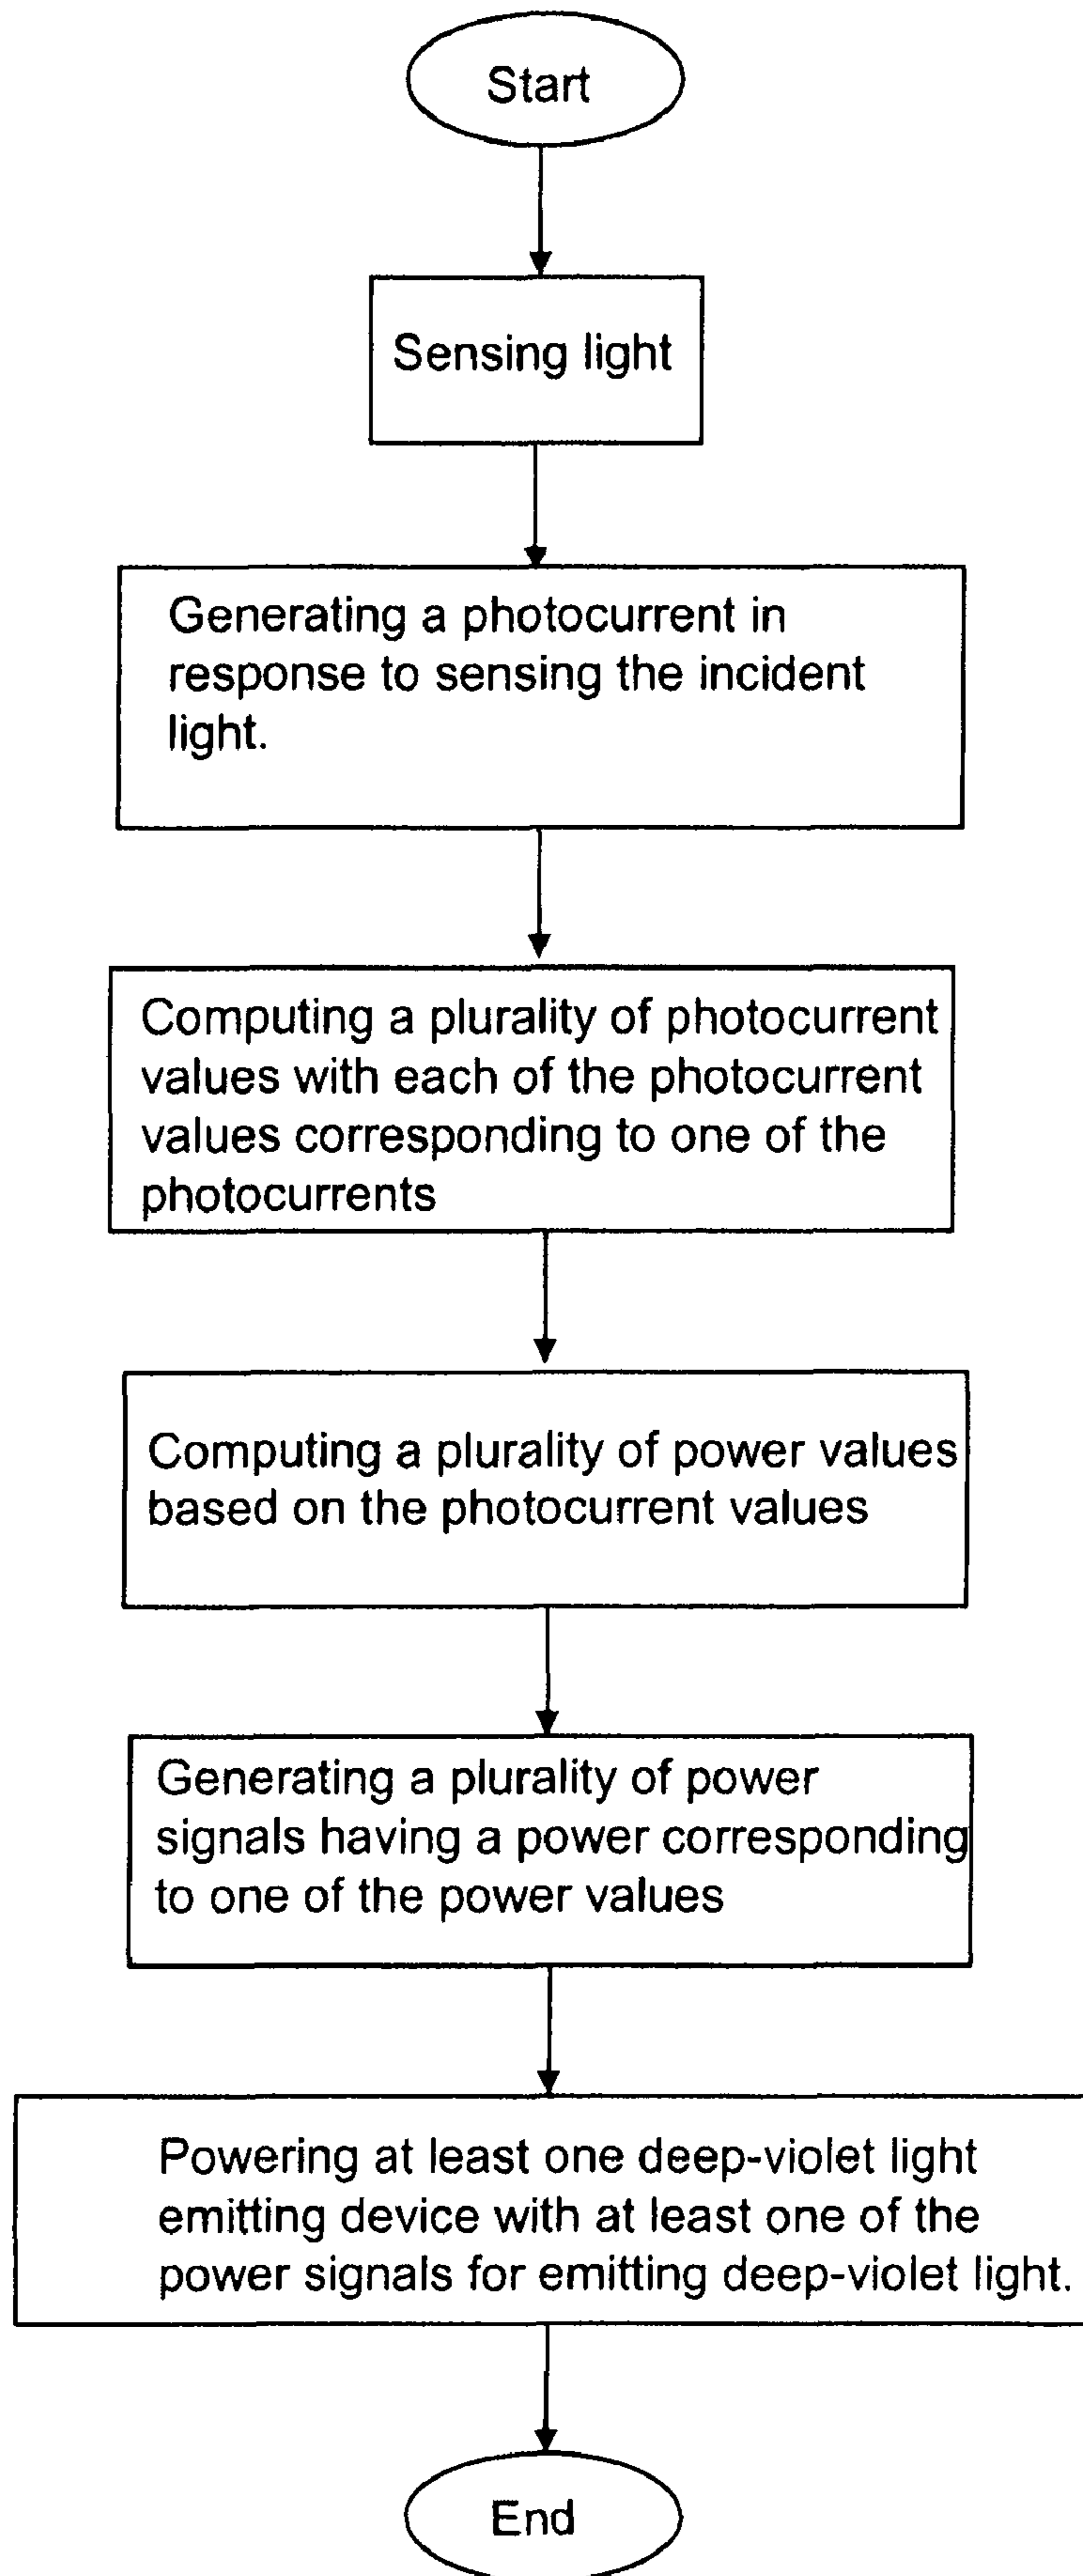 Start
Sensing light
Generating a photocurrent in
response to sensing the incident
light.
Computing a plurality of photocurrent
values with each of the photocurrent
values corresponding to one of the
photocurrents
Computing a plurality of power values
based on the photocurrent values
Generating a plurality of power
signals having a power corresponding
to one of the power values
Powering at least one deep-violet light
emitting device with at least one of the
power signals for emitting deep-violet light.
End